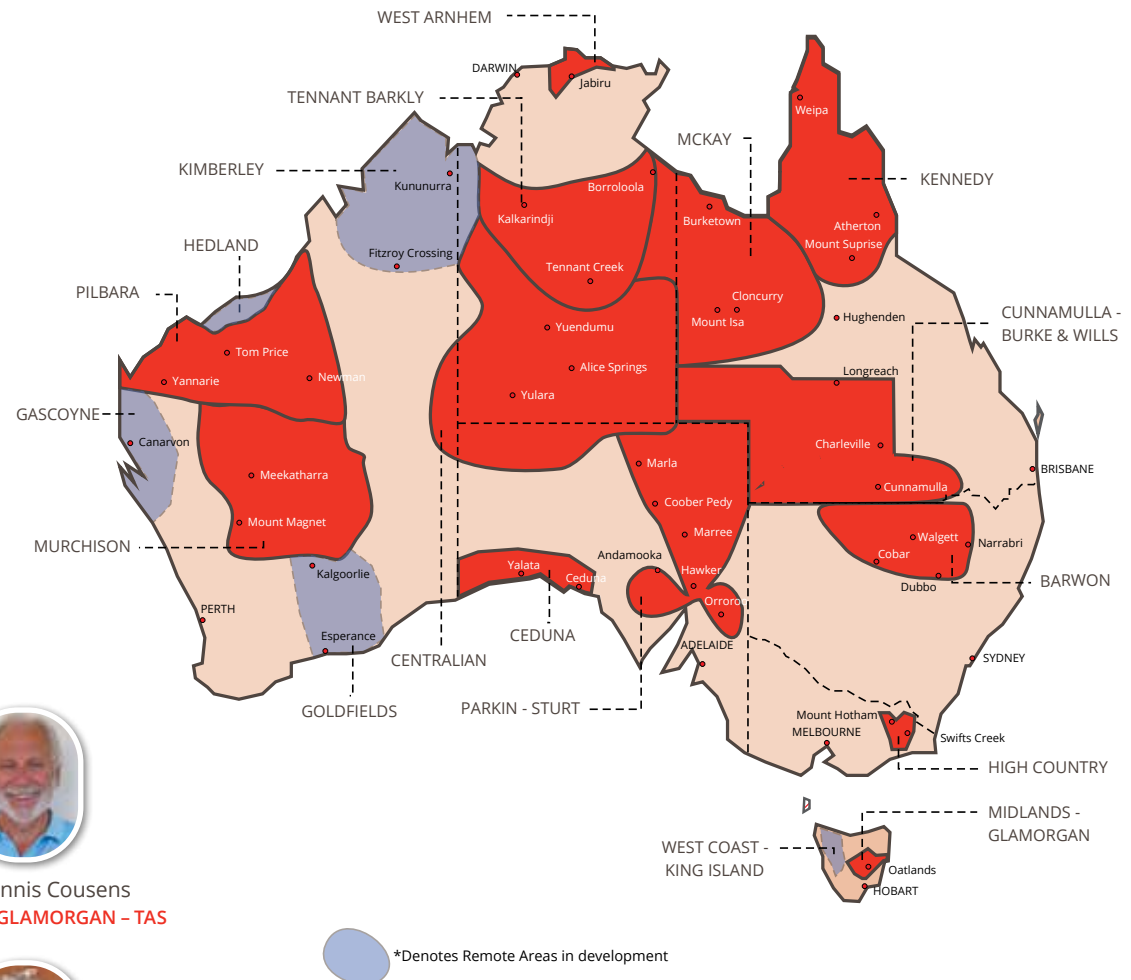 WEST ARNHEM
DARWIN
Jabiru
TENNANT BARKLY
MCKAY
Weipa
KIMBERLEY
Kununurra
Borroloola
KENNEDY
Kalkarindji
Burketown
Atherton
HEDLAND
Mount Suprise
Fitzroy Crossing
Tennant Creek
PILBARA
Cloncurry
CUNNAMULLA -
BURKE & WILLS
Mount Isa
Hughenden
Yuendumu
Tom Price
Alice Springs
Longreach
Yannarie
Newman
Yulara
GASCOYNE
Canarvon
Charleville
Marla
BRISBANE
Meekatharra
Cunnamulla
Coober Pedy
Mount Magnet
Marree
Walgett
Narrabri
MURCHISON
Andamooka
Cobar
Kalgoorlie
Yalata
Ceduna
Hawker
Dubbo
BARWON
PERTH
Orroroo
Esperance
CEDUNA
ADELAIDE
CENTRALIAN
SYDNEY
GOLDFIELDS
PARKIN - STURT
Mount Hotham
MELBOURNE
Swifts Creek
HIGH COUNTRY
MIDLANDS -
GLAMORGAN
WEST COAST -
KING ISLAND
Oatlands
HOBART
nnis Cousens
GLAMORGAN – TAS
*Denotes Remote Areas in development